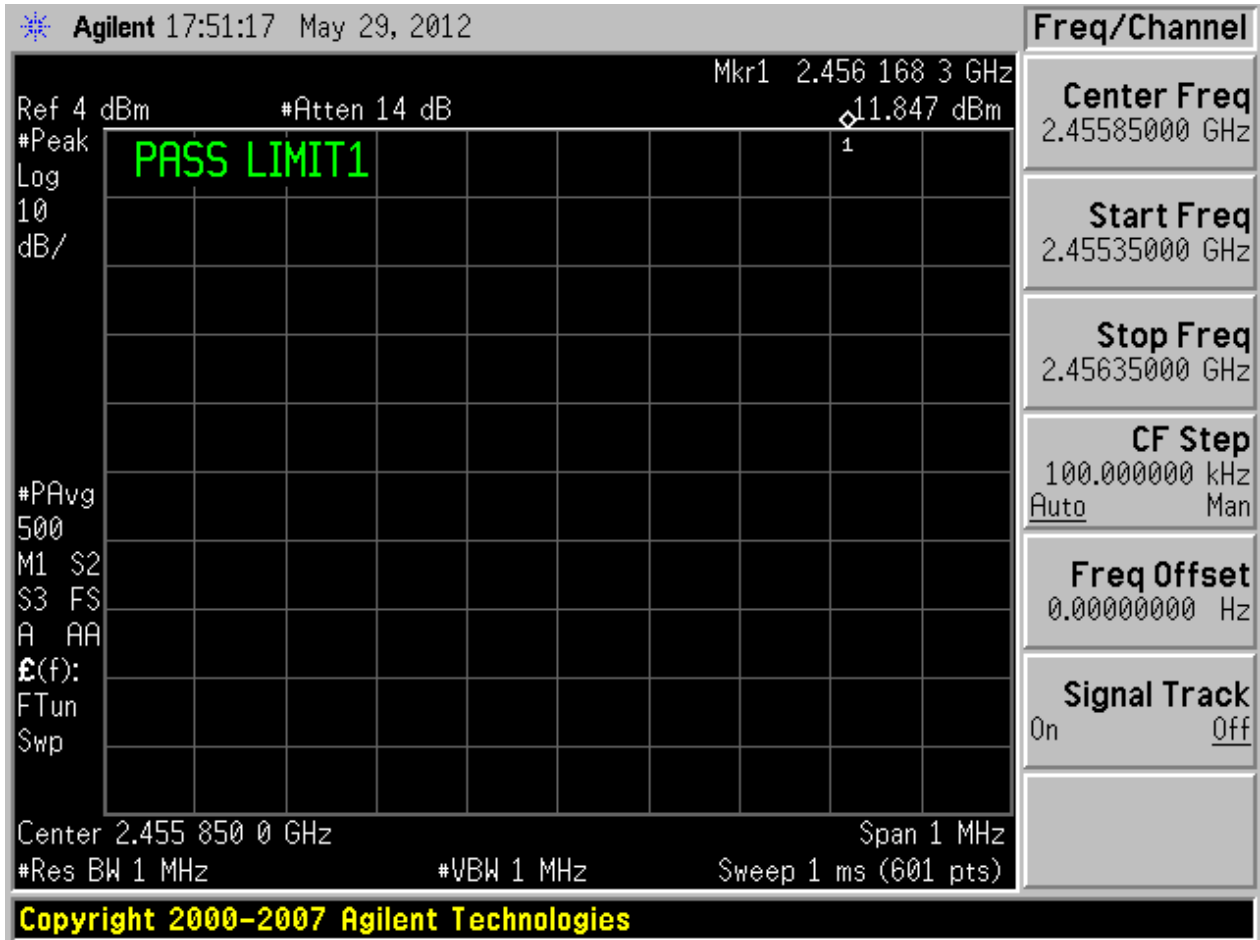 Agilent 17:51:17 May 29, 2012
Freq/Channel
Mkr1 2.456 168 3 GHz
Ref 4 dBm #Atten 14 dB 11.847 dBm
#Peak
Log
10
dB/
PASS LIMIT1
1
#PAvg
500
M1 S2
S3 FS
A AA
£(f):
FTun
Swp
Center 2.455 850 0 GHz Span 1 MHz
#Res BW 1 MHz #VBW 1 MHz Sweep 1 ms (601 pts)
Center Freq
2.45585000 GHz
Start Freq
2.45535000 GHz
Stop Freq
2.45635000 GHz
CF Step
100.000000 kHz
Auto Man
Freq Offset
0.00000000 Hz
Signal Track
On Off
Copyright 2000-2007 Agilent Technologies